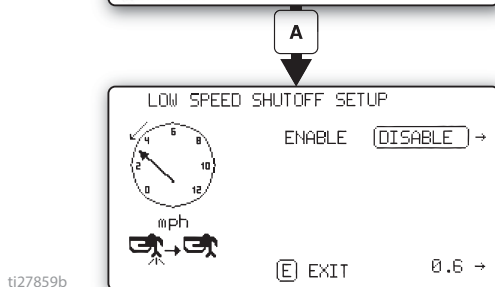 A
LOW SPEED SHUTOFF SETUP
ENABLE DISABLE →
6
4 8
2 10
0 12
mph
→
E EXIT 0.6 →
ti27859b